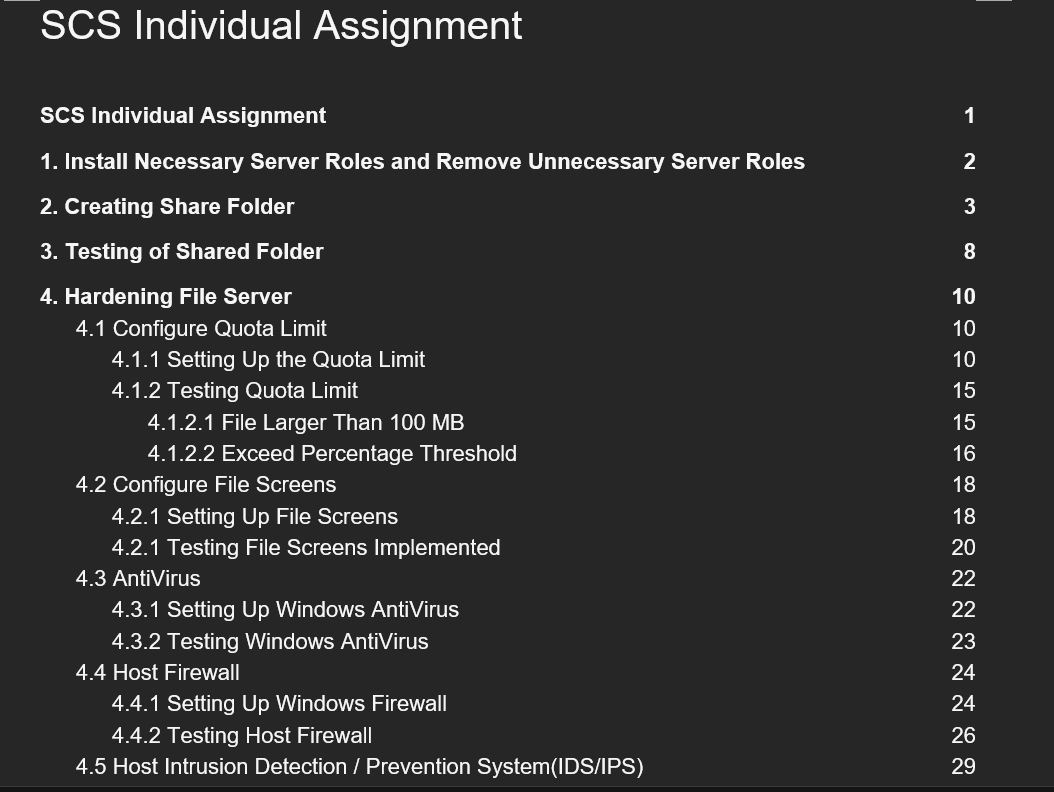 SCS Individual Assignment
SCS Individual Assignment 1
1. Install Necessary Server Roles and Remove Unnecessary Server Roles 2
2. Creating Share Folder 3
3. Testing of Shared Folder 8
4. Hardening File Server 10
4.1 Configure Quota Limit 10
4.1.1 Setting Up the Quota Limit 10
4.1.2 Testing Quota Limit 15
4.1.2.1 File Larger Than 100 MB 15
4.1.2.2 Exceed Percentage Threshold 16
4.2 Configure File Screens 18
4.2.1 Setting Up File Screens 18
4.2.1 Testing File Screens Implemented 20
4.3 AntiVirus 22
4.3.1 Setting Up Windows AntiVirus 22
4.3.2 Testing Windows AntiVirus 23
4.4 Host Firewall 24
4.4.1 Setting Up Windows Firewall 24
4.4.2 Testing Host Firewall 26
4.5 Host Intrusion Detection / Prevention System(IDS/IPS) 29